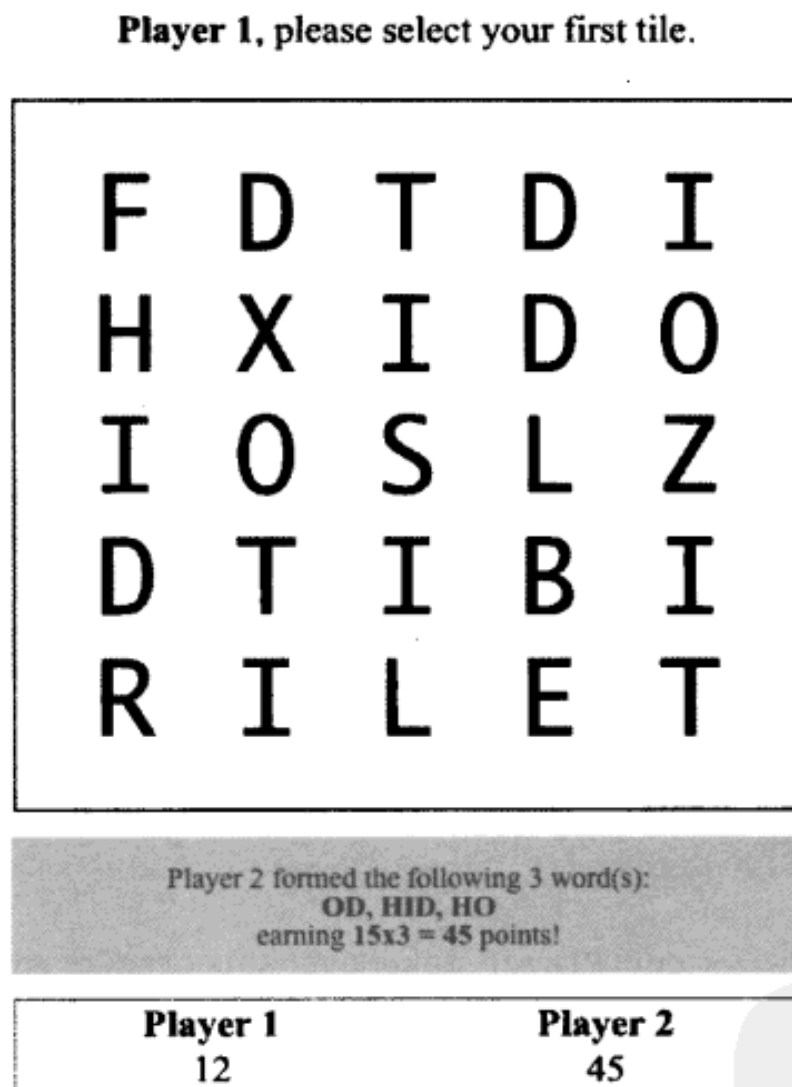 Player 1, please select your first tile.
F D T D I
H X I D O
I O S L Z
D T I B I
R I L E T
Player 2 formed the following 3 word(s):
OD, HID, HO
earning 15x3 = 45 points!
Player 1 Player 2
12 45